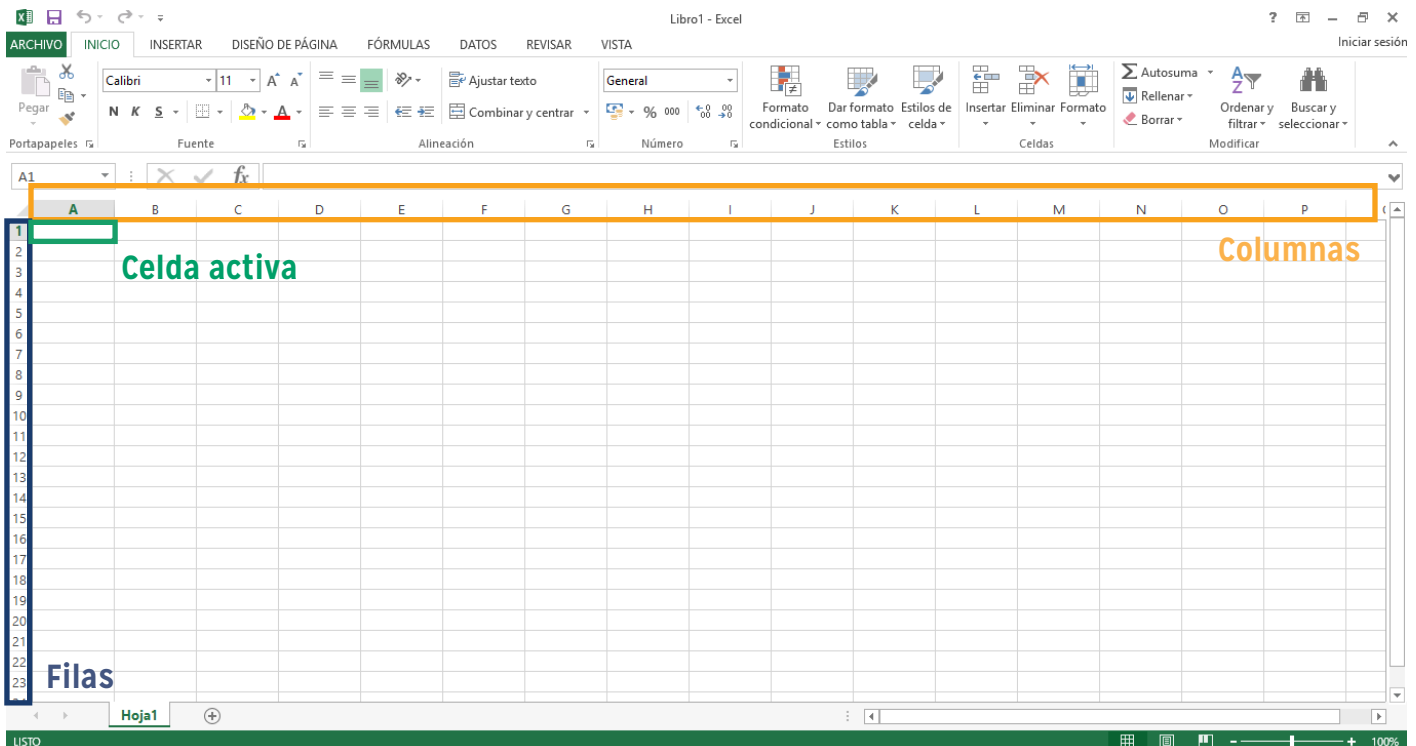 Libro1 - Excel
?
ARCHIVO INICIO INSERTAR DISEÑO DE PÁGINA FÓRMULAS DATOS REVISAR VISTA Iniciar sesión
Pegar
Calibri 11
N K S
Ajustar texto
Combinar y centrar
General
% 000
Formato condicional
Dar formato como tabla
Estilos de celda
Insertar Eliminar Formato
Autosuma
Rellenar
Borrar
Ordenar y filtrar
Buscar y seleccionar
Portapapeles Fuente Alineación Número Estilos Celdas Modificar
A1 fx
A B C D E F G H I J K L M N O P
1
2
3
4
5
6
7
8
9
10
11
12
13
14
15
16
17
18
19
20
21
22
23
Celda activa
Columnas
Filas
Hoja1
LISTO 100%